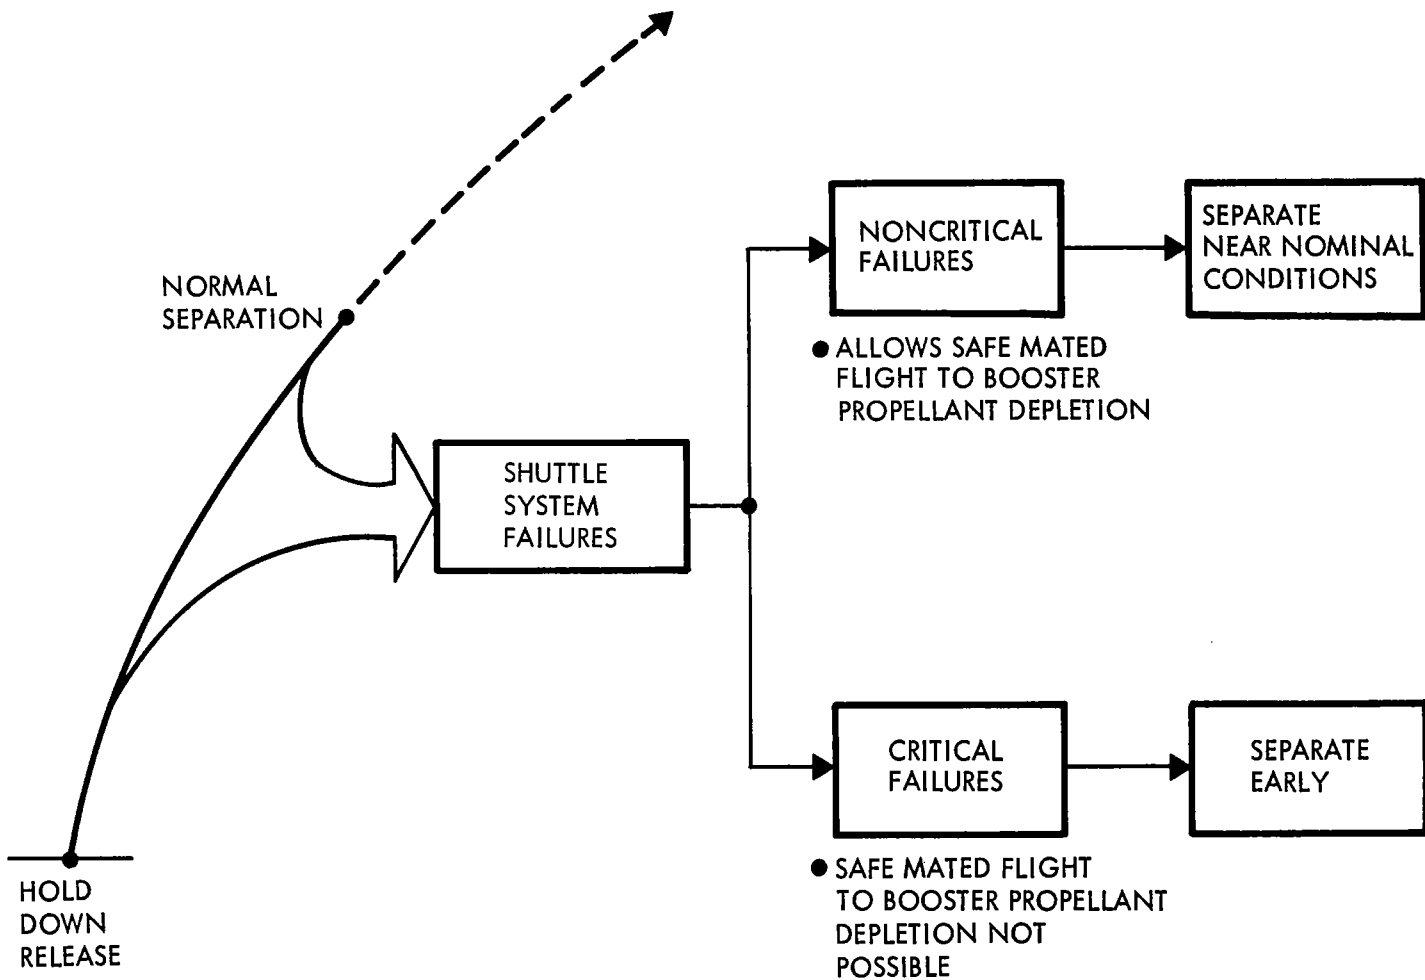 NORMAL
SEPARATION
HOLD
DOWN
RELEASE
SHUTTLE
SYSTEM
FAILURES
NONCRITICAL
FAILURES
● ALLOWS SAFE MATED
FLIGHT TO BOOSTER
PROPELLANT DEPLETION
SEPARATE
NEAR NOMINAL
CONDITIONS
CRITICAL
FAILURES
● SAFE MATED FLIGHT
TO BOOSTER PROPELLANT
DEPLETION NOT
POSSIBLE
SEPARATE
EARLY